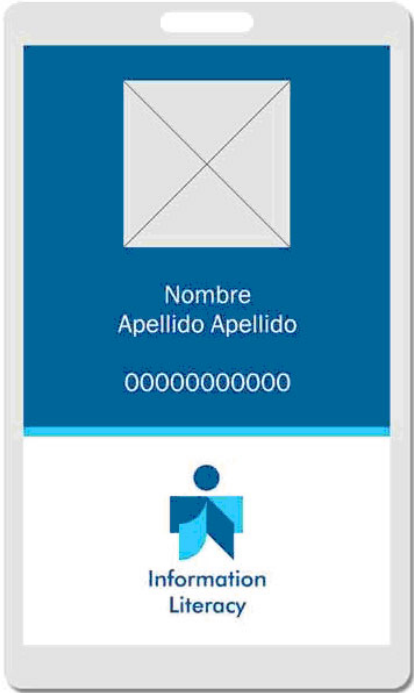 Nombre
Apellido Apellido
00000000000
Information
Literacy